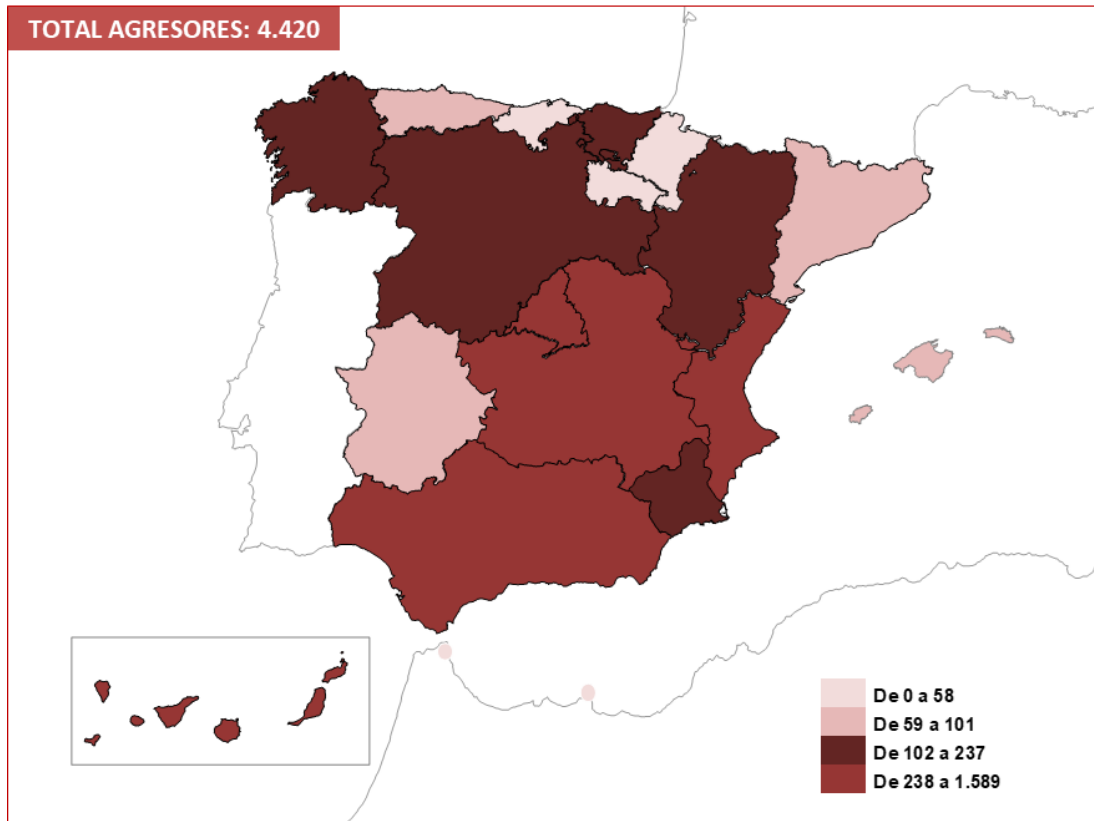 TOTAL AGRESORES: 4.420
De 0 a 58
De 59 a 101
De 102 a 237
De 238 a 1.589